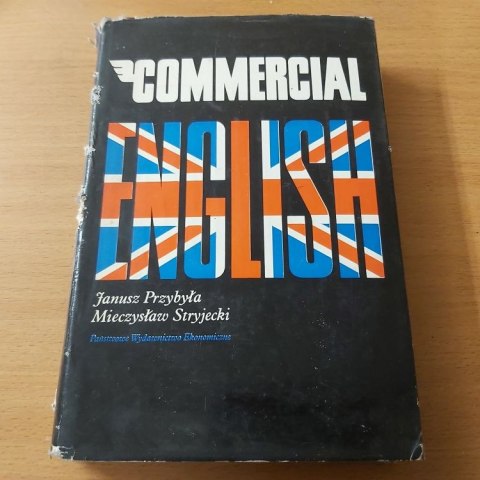 COMMERCIAL
ENGLISH
Janusz Przybyła
Mieczysław Stryjecki
Państwowe Wydawnictwo Ekonomiczne